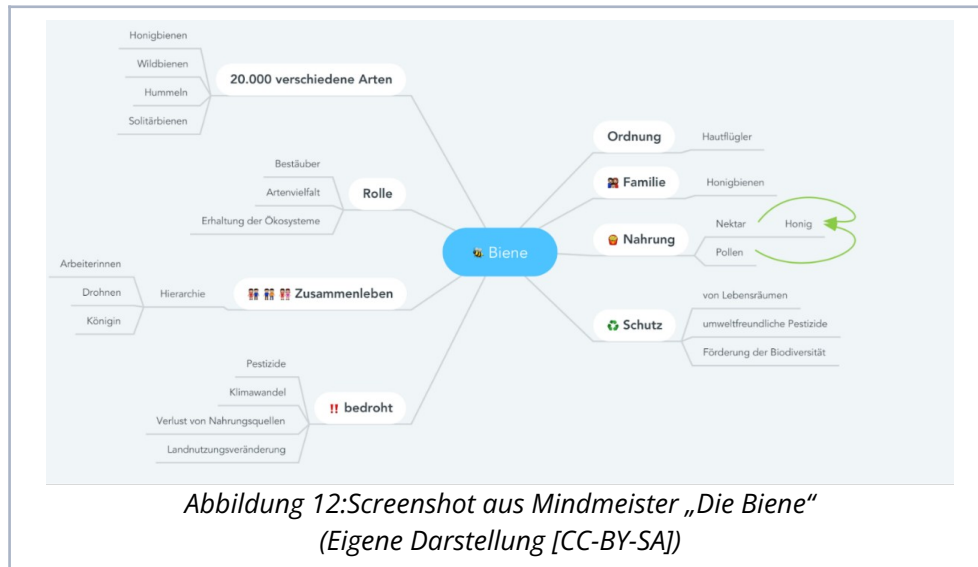 Honigbienen
Wildbienen
Hummeln
Solitärbienen
20.000 verschiedene Arten
Bestäuber
Artenvielfalt
Erhaltung der Ökosysteme
Rolle
Arbeiterinnen
Drohnen
Königin
Hierarchie
Zusammenleben
Pestizide
Klimawandel
Verlust von Nahrungsquellen
Landnutzungsveränderung
bedroht
Biene
Ordnung
Hautflügler
Familie
Honigbienen
Nahrung
Nektar
Honig
Pollen
Schutz
von Lebensräumen
umweltfreundliche Pestizide
Förderung der Biodiversität
Abbildung 12:Screenshot aus Mindmeister „Die Biene“
(Eigene Darstellung [CC-BY-SA])